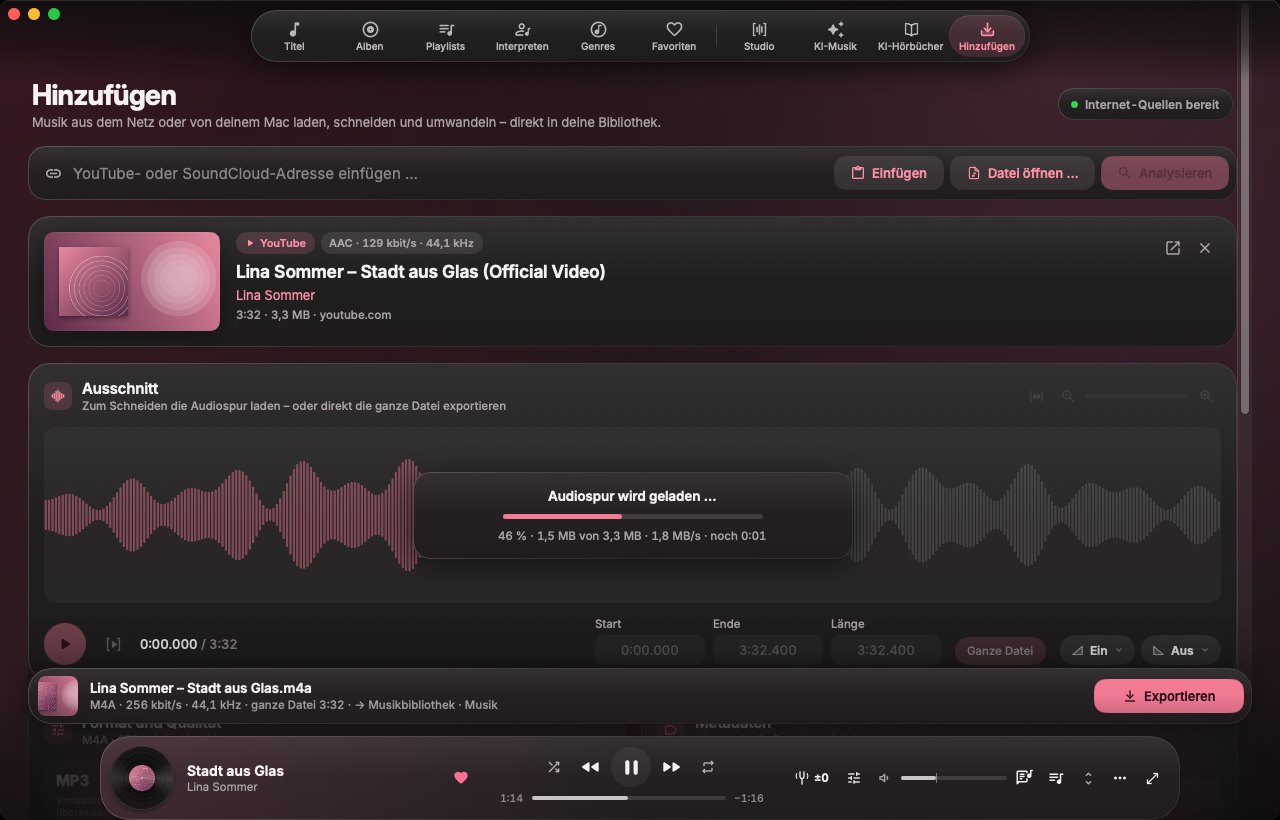 Titel
Alben
Playlists
Interpreten
Genres
Favoriten
Studio
KI-Musik
KI-Hörbücher
Hinzufügen
Hinzufügen
Musik aus dem Netz oder von deinem Mac laden, schneiden und umwandeln – direkt in deine Bibliothek.
Internet-Quellen bereit
YouTube- oder SoundCloud-Adresse einfügen ...
Einfügen
Datei öffnen ...
Analysieren
YouTube
AAC · 129 kbit/s · 44,1 kHz
Lina Sommer – Stadt aus Glas (Official Video)
Lina Sommer
3:32 · 3,3 MB · youtube.com
Ausschnitt
Zum Schneiden die Audiospur laden – oder direkt die ganze Datei exportieren
Audiospur wird geladen ...
46 % · 1,5 MB von 3,3 MB · 1,8 MB/s · noch 0:01
0:00.000 / 3:32
Start
Ende
Länge
0:00.000
3:32.400
3:32.400
Ganze Datei
Ein
Aus
Lina Sommer – Stadt aus Glas.m4a
M4A · 256 kbit/s · 44,1 kHz · ganze Datei 3:32 · → Musikbibliothek · Musik
Exportieren
Format und Qualität
Metadaten
M4A
MP3
Stadt aus Glas
Lina Sommer
1:14
−1:16
±0